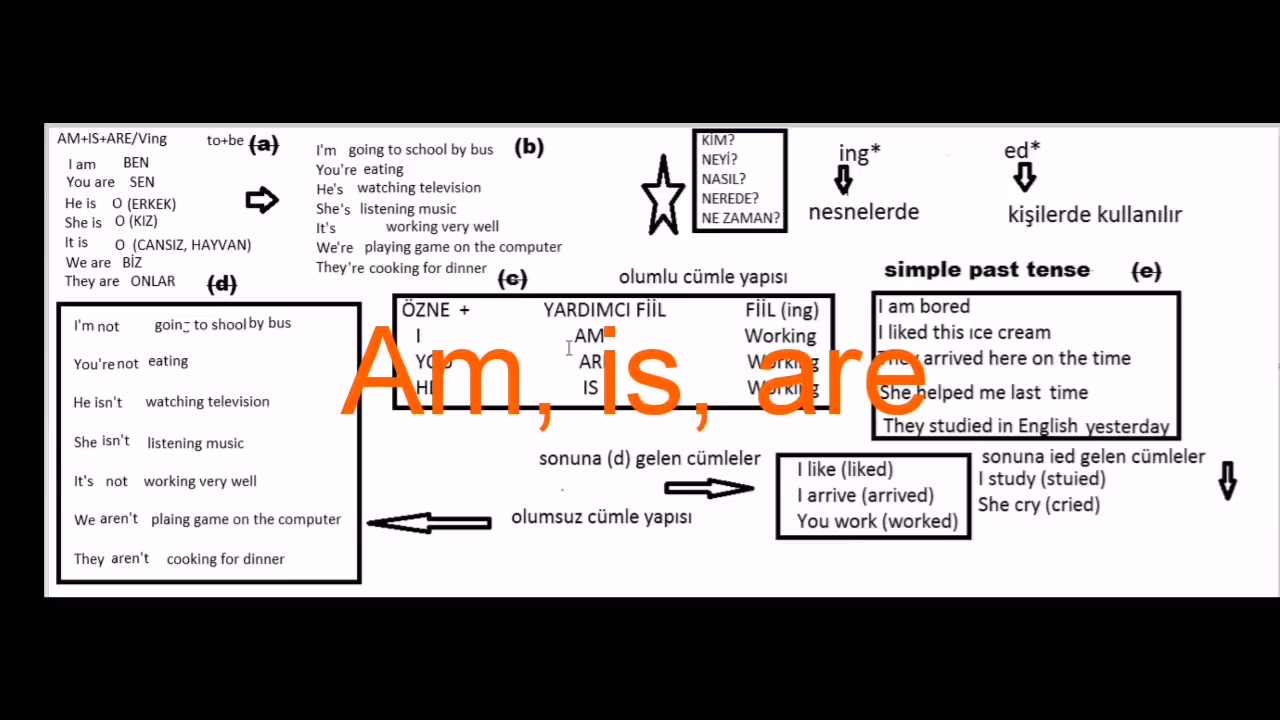 AM+IS+ARE/Ving to+be (a)
I am BEN
You are SEN
He is O (ERKEK)
She is O (KIZ)
It is O (CANSIZ, HAYVAN)
We are BİZ
They are ONLAR
(b)
I'm going to school by bus
You're eating
He's watching television
She's listening music
It's working very well
We're playing game on the computer
They're cooking for dinner
KİM?
NEYİ?
NASIL?
NEREDE?
NE ZAMAN?
ing*
nesnelerde
ed*
kişilerde kullanılır
(d)
I'm not going to shool by bus
You're not eating
He isn't watching television
She isn't listening music
It's not working very well
We aren't plaing game on the computer
They aren't cooking for dinner
(c) olumlu cümle yapısı
ÖZNE + YARDIMCI FİİL FİİL (ing)
I AM Working
YOU ARE Working
HE IS Working
Am, is, are
simple past tense (e)
I am bored
I liked this ıce cream
They arrived here on the time
She helped me last time
They studied in English yesterday
sonuna (d) gelen cümleler
olumsuz cümle yapısı
I like (liked)
I arrive (arrived)
You work (worked)
sonuna ied gelen cümleler
I study (stuied)
She cry (cried)